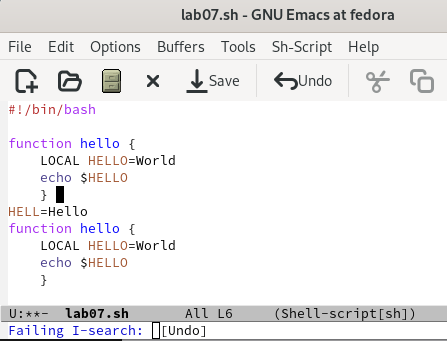 lab07.sh - GNU Emacs at fedora
File Edit Options Buffers Tools Sh-Script Help
Save Undo
#!/bin/bash
function hello {
    LOCAL HELLO=World
    echo $HELLO
    }
HELL=Hello
function hello {
    LOCAL HELLO=World
    echo $HELLO
    }
U:**-  lab07.sh       All L6     (Shell-script[sh])
Failing I-search: [Undo]